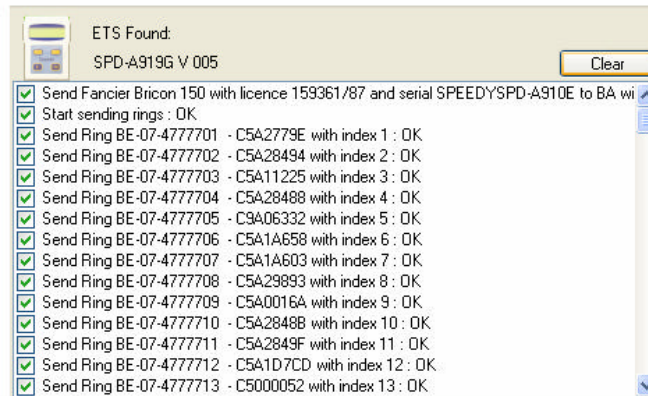 ETS Found:
SPD-A919G V 005
Clear
Send Fancier Bricon 150 with licence 159361/87 and serial SPEEDYSPD-A910E to BA wi
Start sending rings : OK
Send Ring BE-07-4777701 - C5A2779E with index 1 : OK
Send Ring BE-07-4777702 - C5A28494 with index 2 : OK
Send Ring BE-07-4777703 - C5A11225 with index 3 : OK
Send Ring BE-07-4777704 - C5A28488 with index 4 : OK
Send Ring BE-07-4777705 - C9A06332 with index 5 : OK
Send Ring BE-07-4777706 - C5A1A658 with index 6 : OK
Send Ring BE-07-4777707 - C5A1A603 with index 7 : OK
Send Ring BE-07-4777708 - C5A29893 with index 8 : OK
Send Ring BE-07-4777709 - C5A0016A with index 9 : OK
Send Ring BE-07-4777710 - C5A2848B with index 10 : OK
Send Ring BE-07-4777711 - C5A2849F with index 11 : OK
Send Ring BE-07-4777712 - C5A1D7CD with index 12 : OK
Send Ring BE-07-4777713 - C5000052 with index 13 : OK